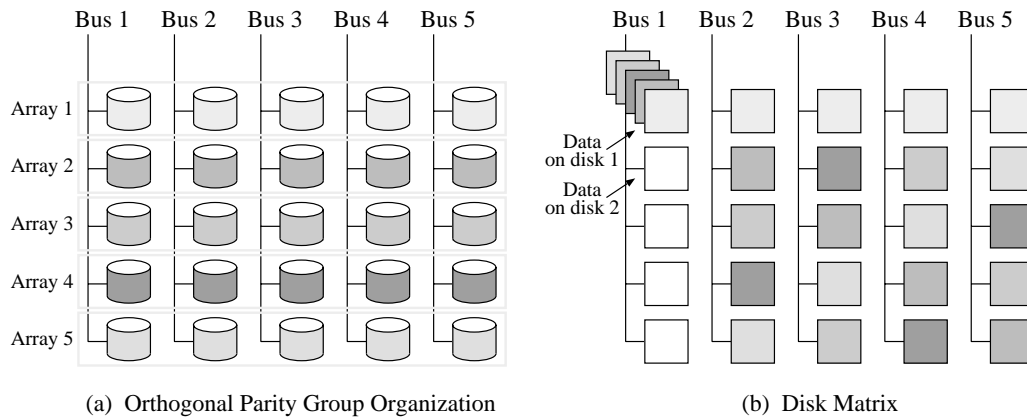 Bus 1 Bus 2 Bus 3 Bus 4 Bus 5
Array 1
Array 2
Array 3
Array 4
Array 5
(a) Orthogonal Parity Group Organization
Bus 1 Bus 2 Bus 3 Bus 4 Bus 5
Data
on disk 1
Data
on disk 2
(b) Disk Matrix